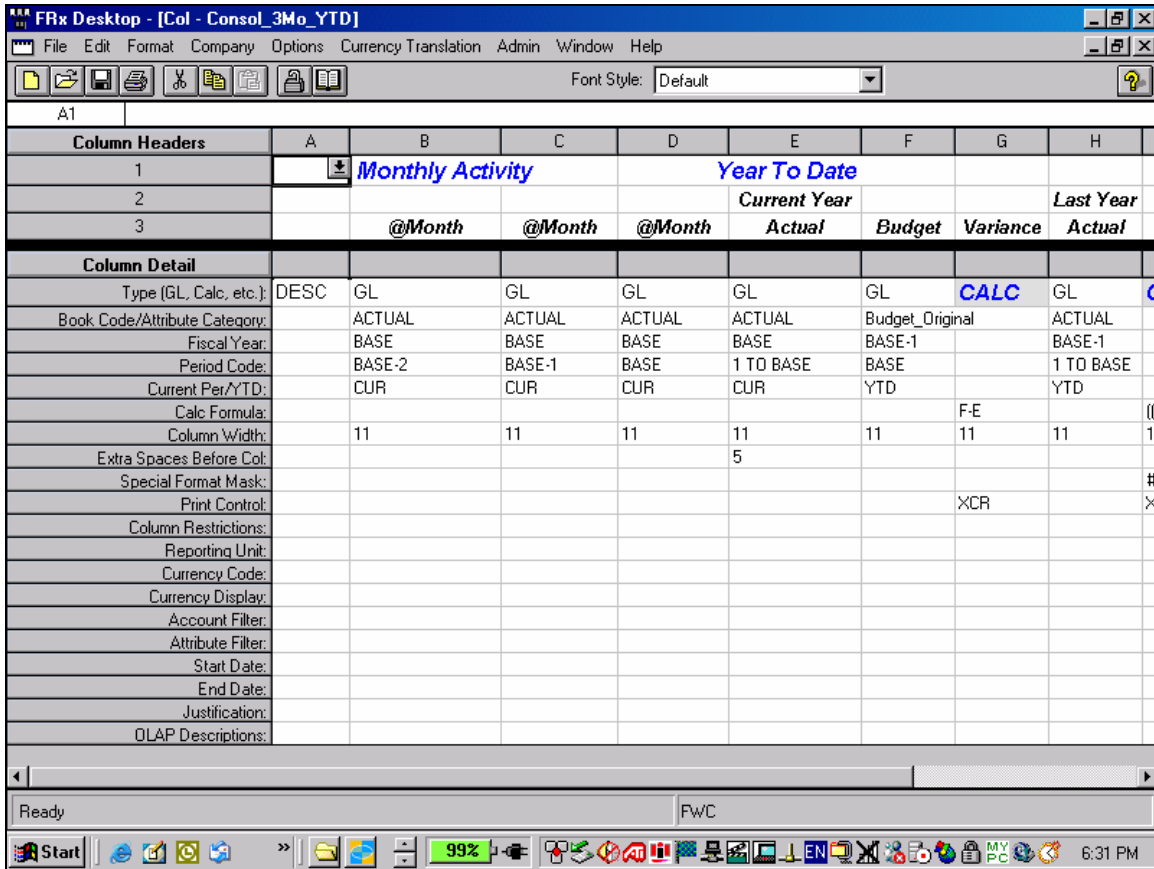 FRx Desktop - [Col - Consol_3Mo_YTD]
File Edit Format Company Options Currency Translation Admin Window Help
Font Style: Default
A1
Column Headers A B C D E F G H
1 Monthly Activity Year To Date
2 Current Year Last Year
3 @Month @Month @Month Actual Budget Variance Actual
Column Detail
Type (GL, Calc, etc.): DESC GL GL GL GL GL CALC GL
Book Code/Attribute Category: ACTUAL ACTUAL ACTUAL ACTUAL Budget_Original ACTUAL
Fiscal Year: BASE BASE BASE BASE BASE-1 BASE-1
Period Code: BASE-2 BASE-1 BASE 1 TO BASE BASE 1 TO BASE
Current Per/YTD: CUR CUR CUR CUR YTD YTD
Calc Formula: F-E ((
Column Width: 11 11 11 11 11 11 11 1
Extra Spaces Before Col: 5
Special Format Mask: #
Print Control: XCR X
Column Restrictions:
Reporting Unit:
Currency Code:
Currency Display:
Account Filter:
Attribute Filter:
Start Date:
End Date:
Justification:
OLAP Descriptions:
Ready FWC
Start » 99% EN MY PC 6:31 PM